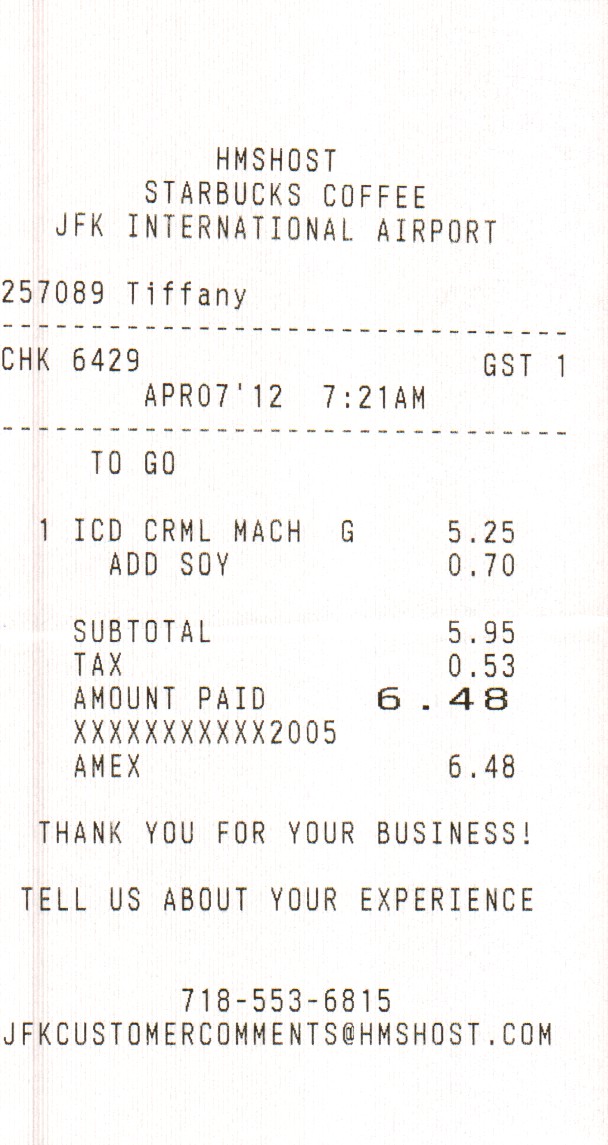 HMSHOST
STARBUCKS COFFEE
JFK INTERNATIONAL AIRPORT
257089 Tiffany
--------------------------------
CHK 6429 GST 1
APR07'12 7:21AM
--------------------------------
TO GO
1 ICD CRML MACH G 5.25
ADD SOY 0.70
SUBTOTAL 5.95
TAX 0.53
AMOUNT PAID 6.48
XXXXXXXXXXX2005
AMEX 6.48
THANK YOU FOR YOUR BUSINESS!
TELL US ABOUT YOUR EXPERIENCE
718-553-6815
JFKCUSTOMERCOMMENTS@HMSHOST.COM